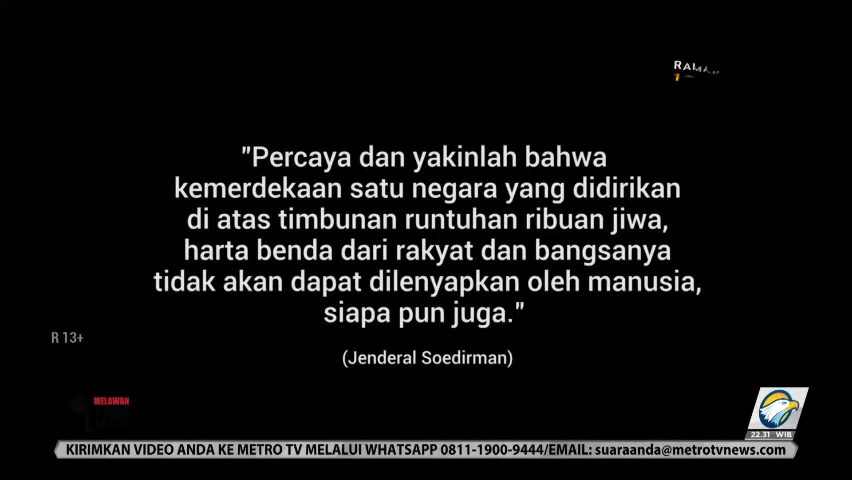 "Percaya dan yakinlah bahwa
kemerdekaan satu negara yang didirikan
di atas timbunan runtuhan ribuan jiwa,
harta benda dari rakyat dan bangsanya
tidak akan dapat dilenyapkan oleh manusia,
siapa pun juga."
R 13+
(Jenderal Soedirman)
MELAWAN
22.31 WIB
KIRIMKAN VIDEO ANDA KE METRO TV MELALUI WHATSAPP 0811-1900-9444/EMAIL: suaraanda@metrotvnews.com